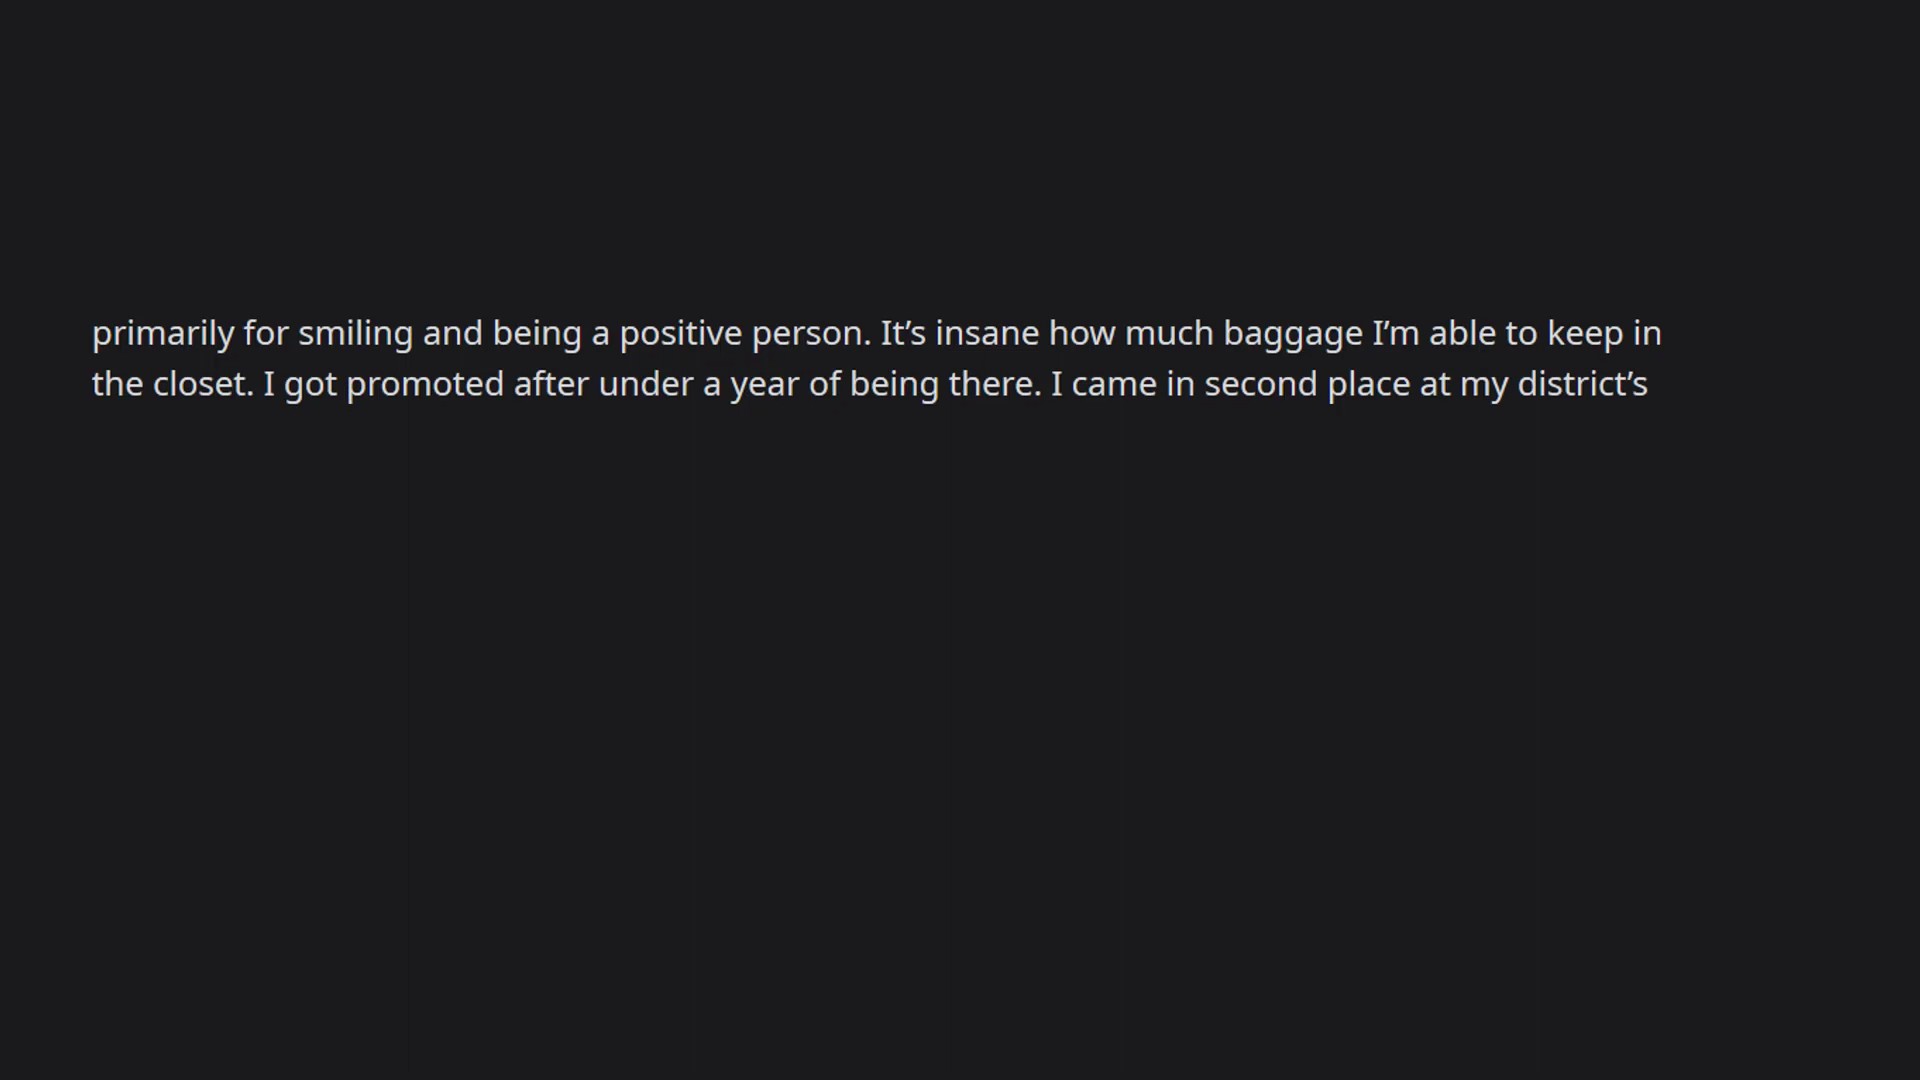 primarily for smiling and being a positive person. It’s insane how much baggage I’m able to keep in
the closet. I got promoted after under a year of being there. I came in second place at my district’s